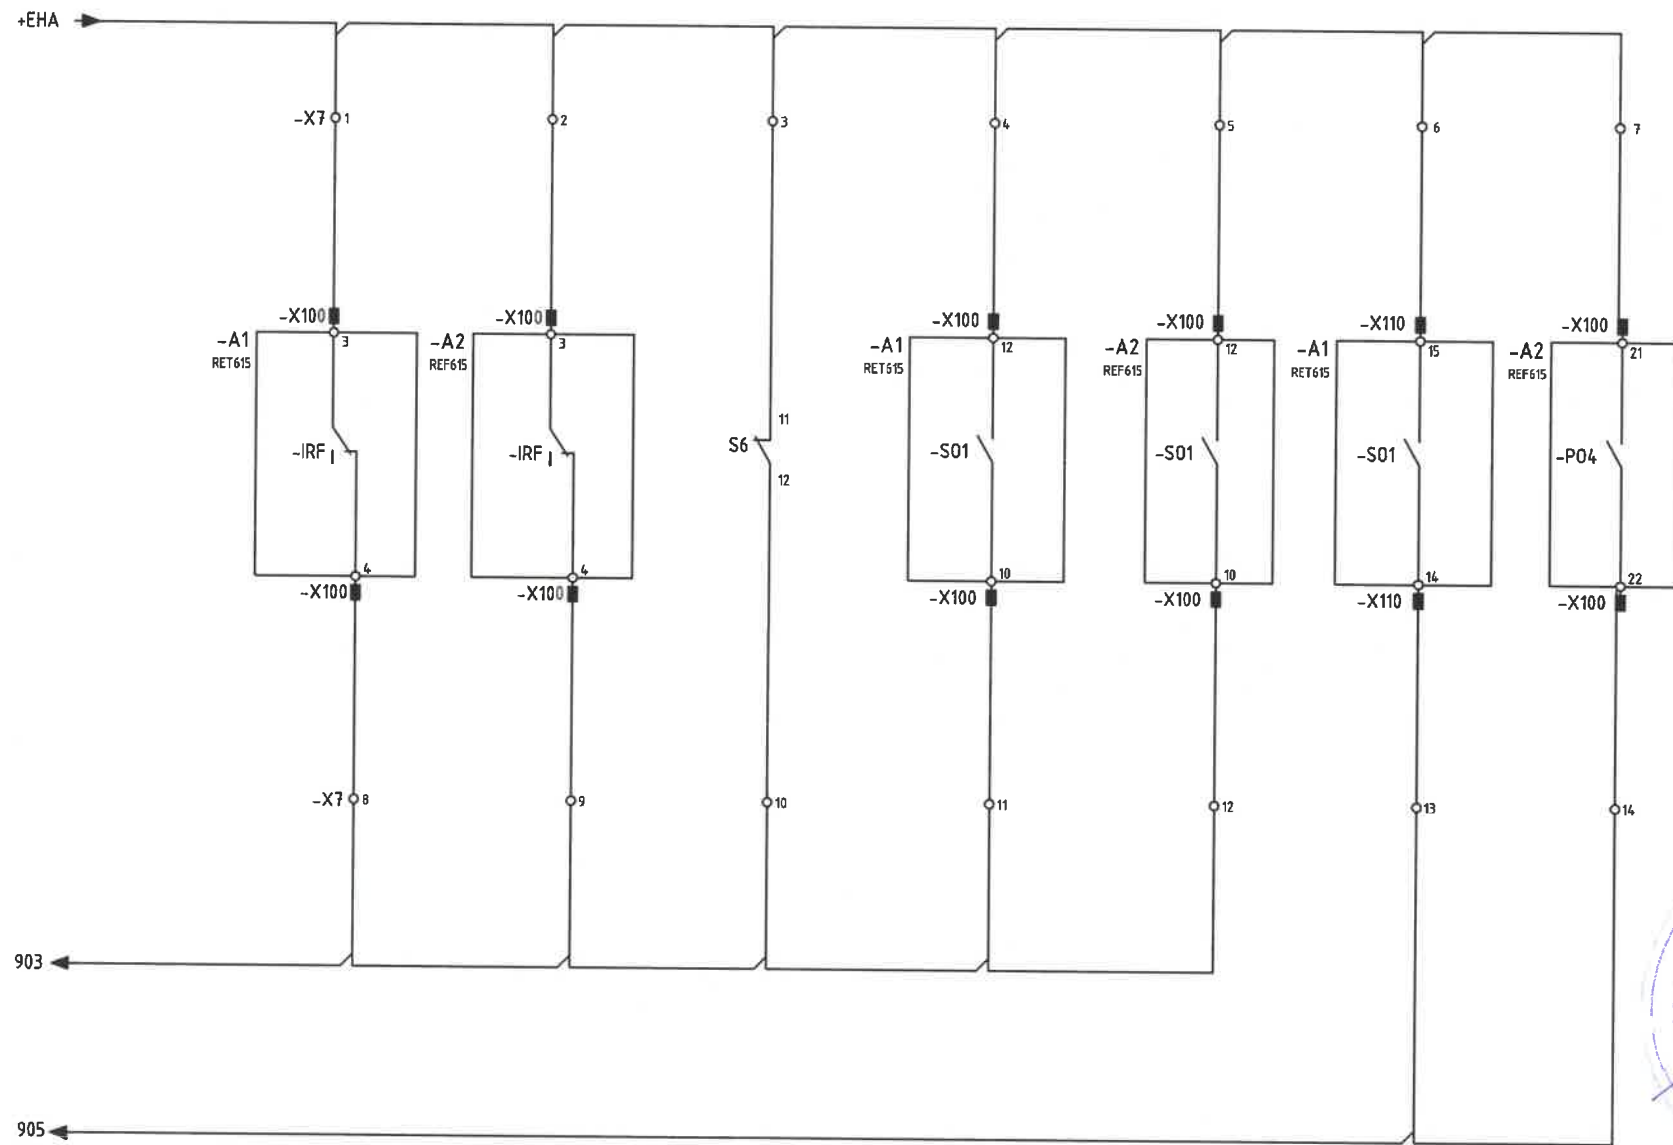 +EHA
-X7 1 2 3 4 5 6 7
-X100 -X100 -X100 -X100 -X110 -X100
3 3 12 12 15 21
-A1 -A2 -A1 -A2 -A1 -A2
RET615 REF615 RET615 REF615 RET615 REF615
11
-IRF -IRF S6 -S01 -S01 -S01 -P04
12
4 4 10 10 14 22
-X100 -X100 -X100 -X100 -X110 -X100
-X7 8 9 10 11 12 13 14
903
905